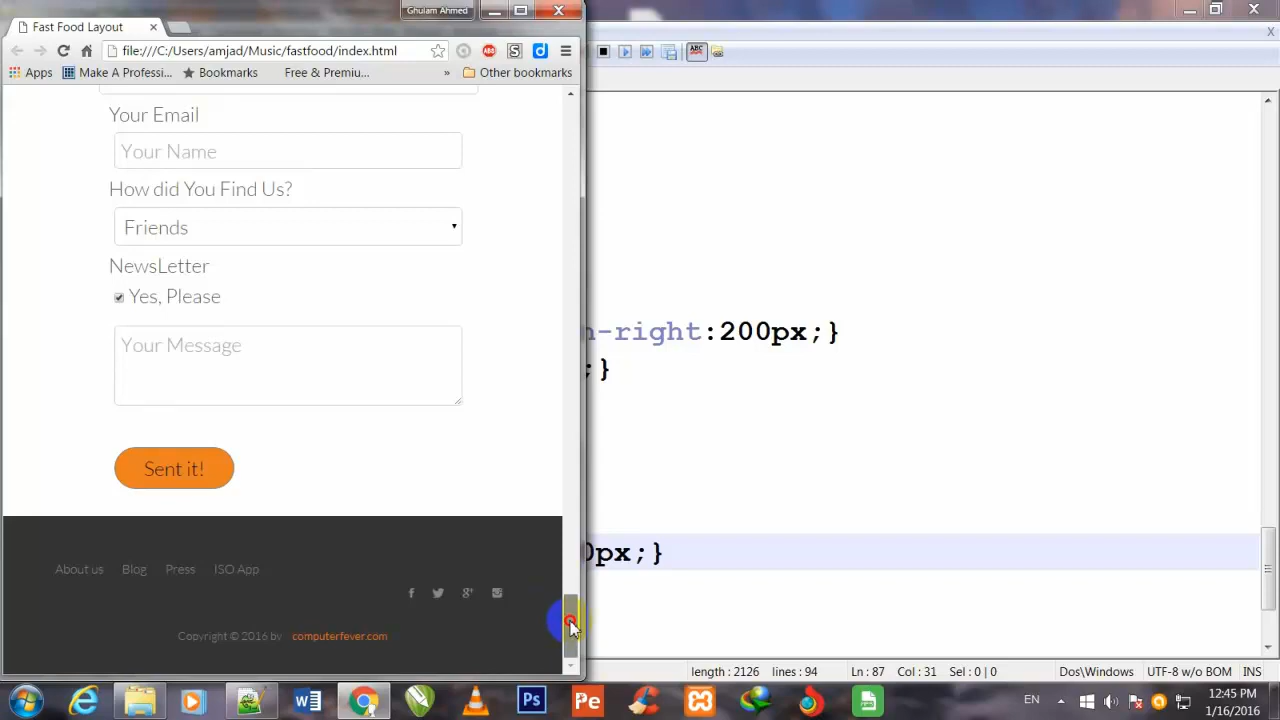 Ghulam Ahmed
Fast Food Layout
file:///C:/Users/amjad/Music/fastfood/index.html
Apps Make A Professi... Bookmarks Free & Premiu... » Other bookmarks
Your Email
Your Name
How did You Find Us?
Friends
NewsLetter
Yes, Please
Your Message
Sent it!
About us Blog Press ISO App
Copyright © 2016 by computerfever.com
ABC
n-right:200px;}
;}
0px;}
length : 2126 lines : 94 Ln : 87 Col : 31 Sel : 0 | 0 Dos\Windows UTF-8 w/o BOM INS
EN
12:45 PM
1/16/2016